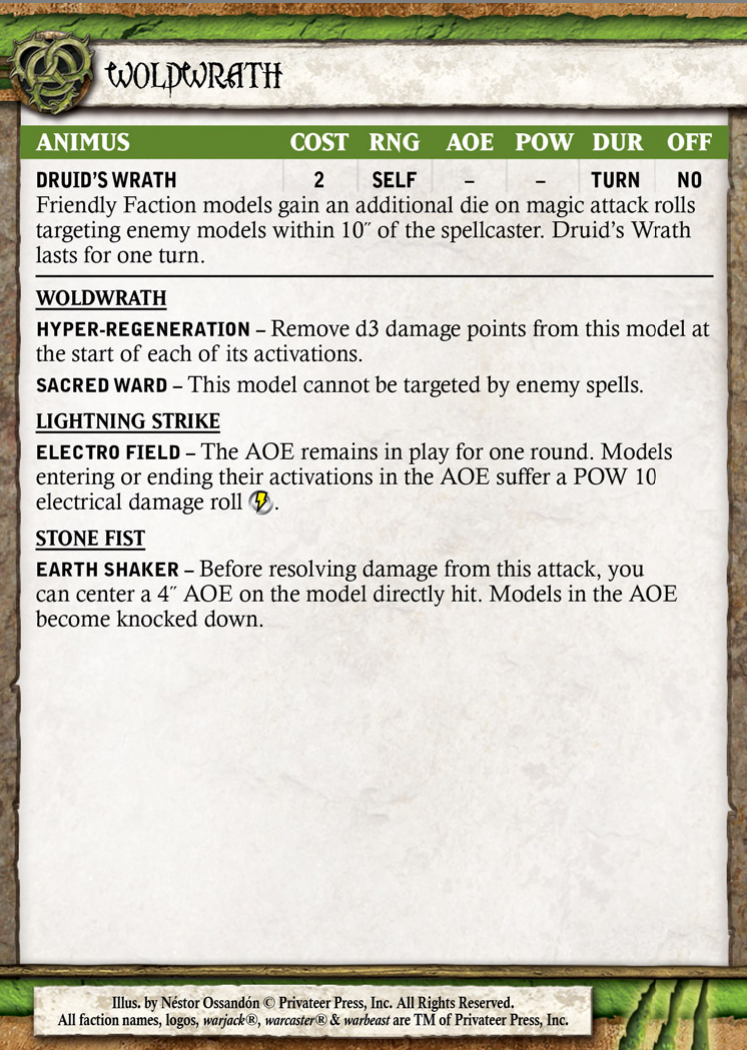 WOLDWRATH
ANIMUS COST RNG AOE POW DUR OFF
DRUID'S WRATH 2 SELF – – TURN NO
Friendly Faction models gain an additional die on magic attack rolls
targeting enemy models within 10˝ of the spellcaster. Druid's Wrath
lasts for one turn.
WOLDWRATH
HYPER-REGENERATION – Remove d3 damage points from this model at
the start of each of its activations.
SACRED WARD – This model cannot be targeted by enemy spells.
LIGHTNING STRIKE
ELECTRO FIELD – The AOE remains in play for one round. Models
entering or ending their activations in the AOE suffer a POW 10
electrical damage roll .
STONE FIST
EARTH SHAKER – Before resolving damage from this attack, you
can center a 4˝ AOE on the model directly hit. Models in the AOE
become knocked down.
Illus. by Néstor Ossandón © Privateer Press, Inc. All Rights Reserved.
All faction names, logos, warjack®, warcaster® & warbeast are TM of Privateer Press, Inc.